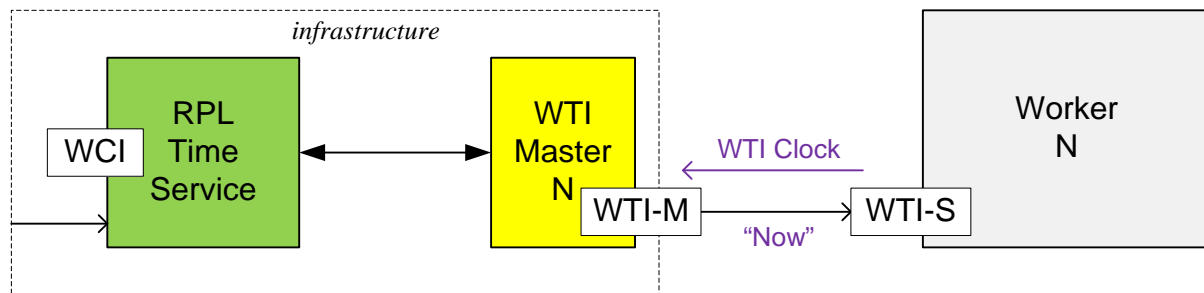 infrastructure
WCI
RPL
Time
Service
WTI
Master
N
WTI-M
WTI Clock
“Now”
WTI-S
Worker
N